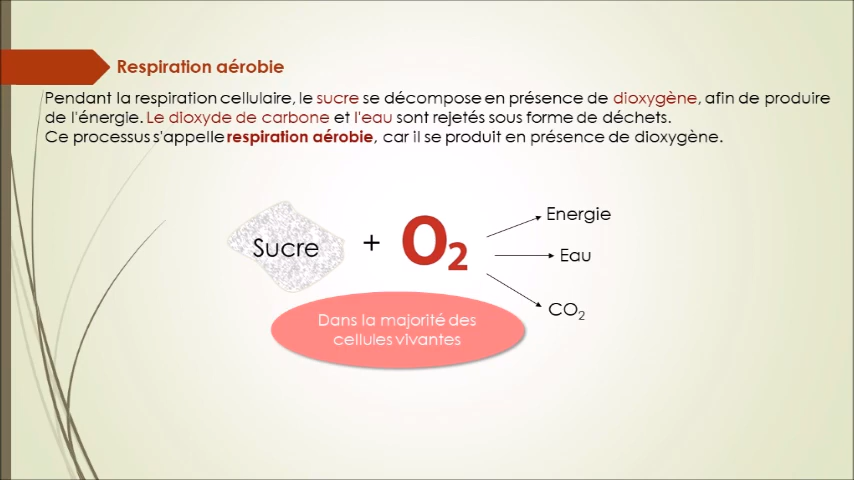 Respiration aérobie
Pendant la respiration cellulaire, le sucre se décompose en présence de dioxygène, afin de produire
de l'énergie. Le dioxyde de carbone et l'eau sont rejetés sous forme de déchets.
Ce processus s'appelle respiration aérobie, car il se produit en présence de dioxygène.
Sucre + O₂
Energie
Eau
CO₂
Dans la majorité des
cellules vivantes